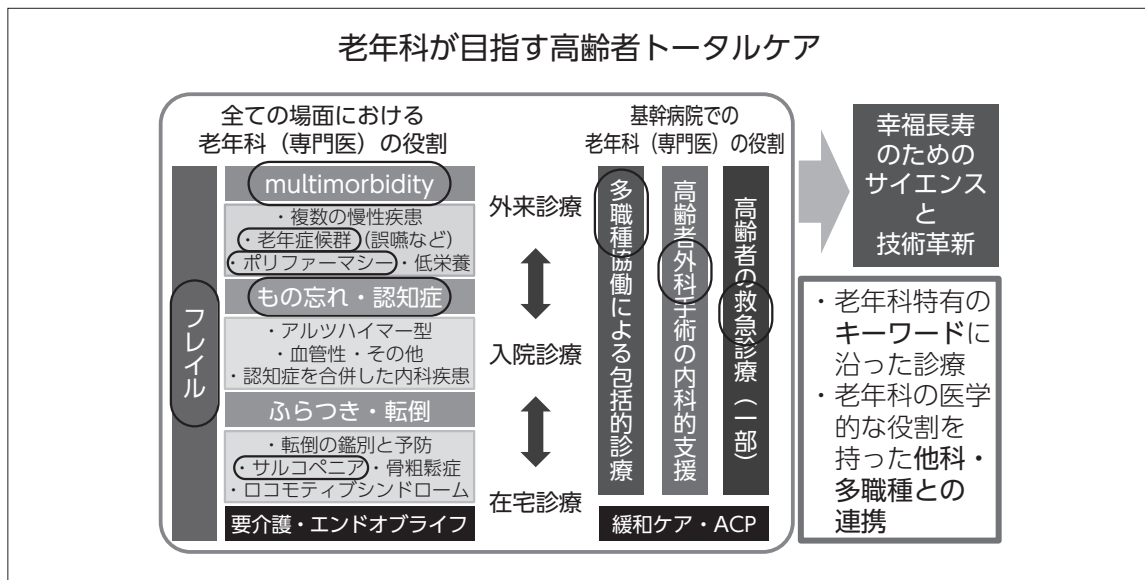 老年科が目指す高齢者トータルケア
全ての場面における
老年科（専門医）の役割
フレイル
multimorbidity
・複数の慢性疾患
・老年症候群（誤嚥など）
・ポリファーマシー・低栄養
もの忘れ・認知症
・アルツハイマー型
・血管性・その他
・認知症を合併した内科疾患
ふらつき・転倒
・転倒の鑑別と予防
・サルコペニア・骨粗鬆症
・ロコモティブシンドローム
要介護・エンドオブライフ
外来診療
入院診療
在宅診療
基幹病院での
老年科（専門医）の役割
多職種協働による包括的診療
高齢者外科手術の内科的支援
高齢者の救急診療（一部）
緩和ケア・ACP
幸福長寿
のための
サイエンス
と
技術革新
・老年科特有の
キーワードに
沿った診療
・老年科の医学
的な役割を
持った他科・
多職種との
連携